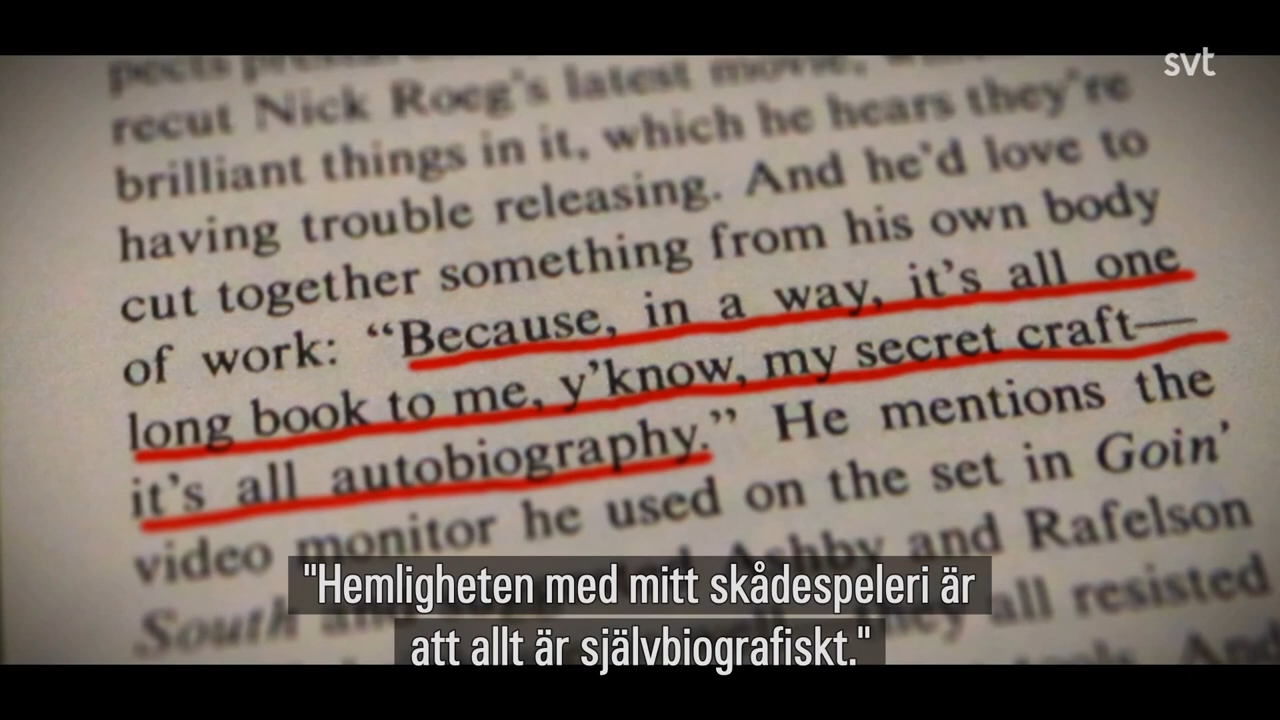 svt
recut Nick Roeg's latest movie,
brilliant things in it, which he hears they're
having trouble releasing. And he'd love to
cut together something from his own body
of work: “Because, in a way, it's all one
long book to me, y'know, my secret craft—
it's all autobiography.” He mentions the
video monitor he used on the set in Goin'
South Ashby and Rafelson
all resisted
And
"Hemligheten med mitt skådespeleri är
att allt är självbiografiskt."